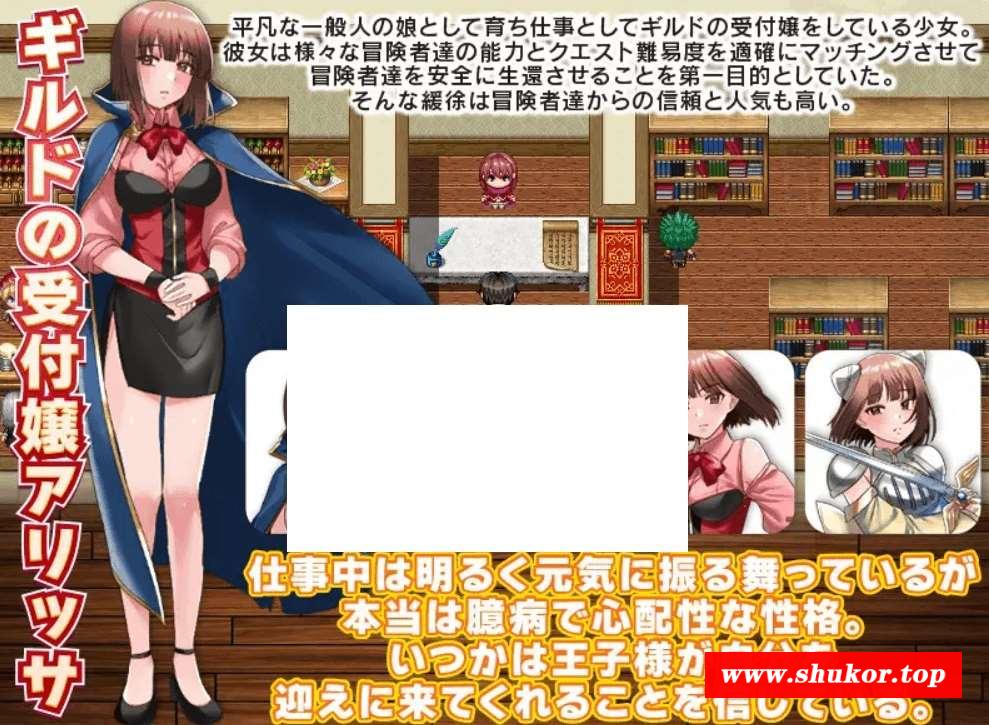 平凡な一般人の娘として育ち仕事としてギルドの受付嬢をしている少女。
彼女は様々な冒険者達の能力とクエスト難易度を適確にマッチングさせて
冒険者達を安全に生還させることを第一目的としていた。
そんな緩徐は冒険者達からの信頼と人気も高い。
ギルドの受付嬢アリッサ
仕事中は明るく元気に振る舞っているが
本当は臆病で心配性な性格。
いつかは王子様が
迎えに来てくれることを信じている。
www.shukor.top